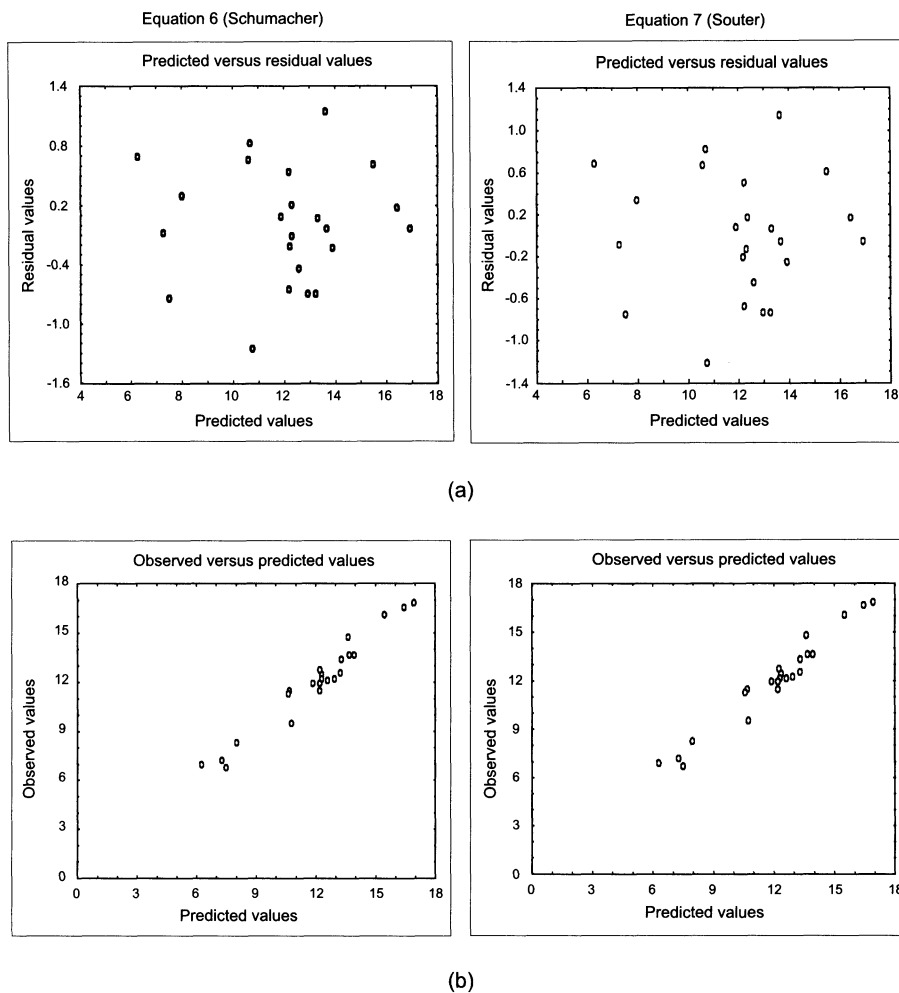 Equation 6 (Schumacher)
Equation 7 (Souter)
Predicted versus residual values
Residual values
1.4
0.8
0.2
-0.4
-1.0
-1.6
4 6 8 10 12 14 16 18
Predicted values
Predicted versus residual values
Residual values
1.4
1.0
0.6
0.2
-0.2
-0.6
-1.0
-1.4
4 6 8 10 12 14 16 18
Predicted values
(a)
Observed versus predicted values
Observed values
18
15
12
9
6
3
0
0 3 6 9 12 15 18
Predicted values
Observed versus predicted values
Observed values
18
15
12
9
6
3
0
0 3 6 9 12 15 18
Predicted values
(b)